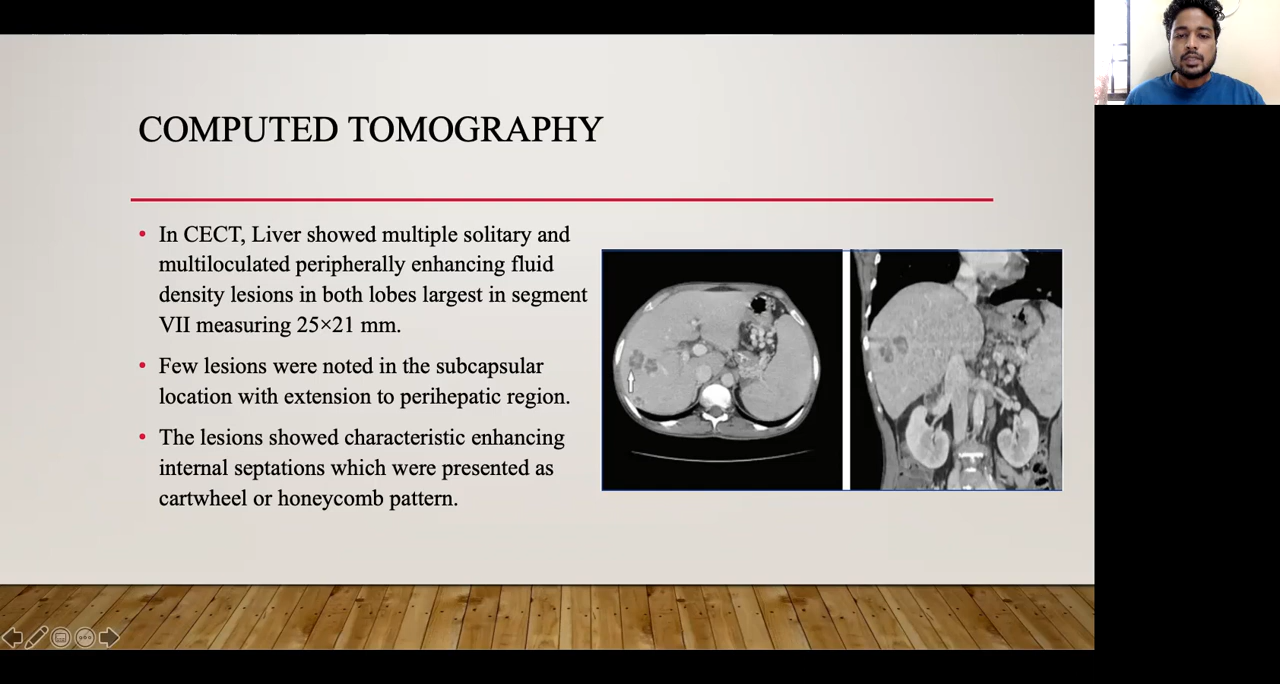 COMPUTED TOMOGRAPHY
• In CECT, Liver showed multiple solitary and
multiloculated peripherally enhancing fluid
density lesions in both lobes largest in segment
VII measuring 25×21 mm.
• Few lesions were noted in the subcapsular
location with extension to perihepatic region.
• The lesions showed characteristic enhancing
internal septations which were presented as
cartwheel or honeycomb pattern.